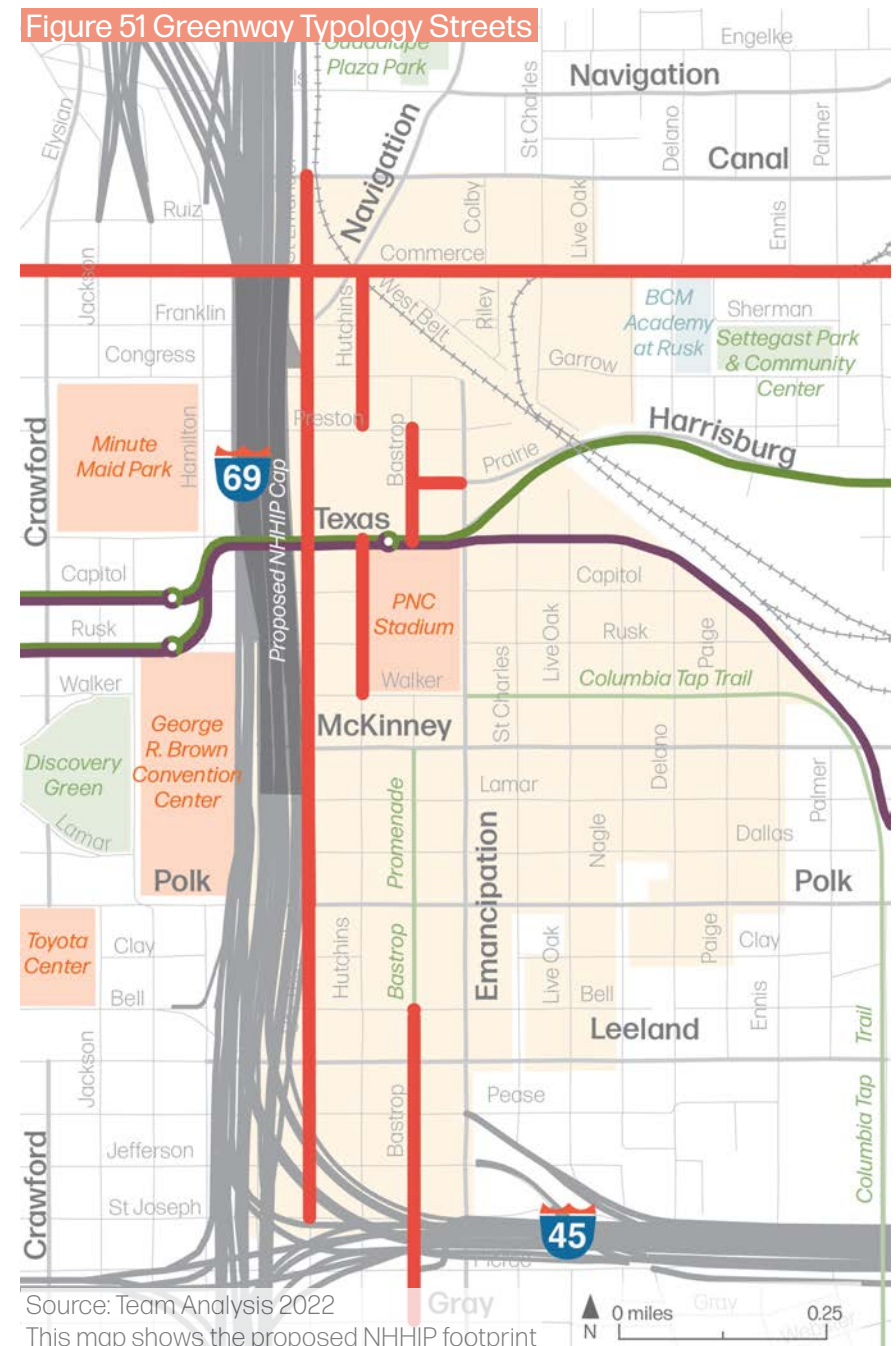 Figure 51 Greenway Typology Streets
Engelke
Guadalupe
Plaza Park
Navigation
St Charles
Elysian
Navigation
Delano
Palmer
Canal
Ruiz
St Emanuel
Colby
Live Oak
Ennis
Commerce
Jackson
Franklin
Hutchins
West Belt
Riley
BCM
Academy
at Rusk
Sherman
Settegast Park
& Community
Center
Congress
Garrow
Crawford
Minute
Maid Park
Hamilton
69
Preston
Bastrop
Prairie
Harrisburg
Proposed NHHIP Cap
Texas
Capitol
PNC
Stadium
Capitol
Rusk
Live Oak
Rusk
Paige
Walker
Walker
St Charles
Columbia Tap Trail
McKinney
George
R. Brown
Convention
Center
Discovery
Green
Lamar
Bastrop Promenade
Lamar
Delano
Palmer
Emancipation
Nagle
Dallas
Polk
Polk
Toyota
Center
Clay
Hutchins
Live Oak
Paige
Clay
Bell
Bell
Ennis
Leeland
Columbia Tap Trail
Jackson
Bastrop
Pease
Crawford
Jefferson
St Joseph
45
Pierce
Source: Team Analysis 2022
Gray
N
0 miles
0.25
Gray
Webster
This map shows the proposed NHHIP footprint